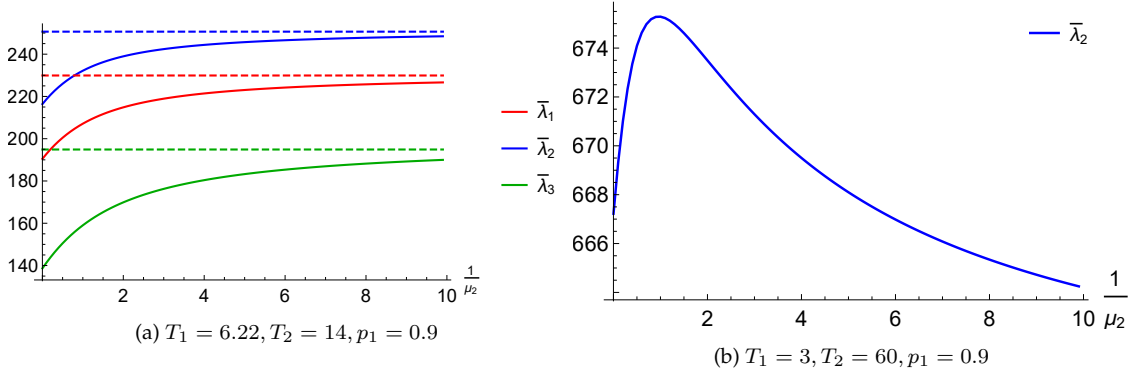 240
220
200
180
160
140
2
4
6
8
10
1
μ₂
λ̄₁
λ̄₂
λ̄₃
(a) T₁ = 6.22, T₂ = 14, p₁ = 0.9
674
672
670
668
666
2
4
6
8
10
1
μ₂
λ̄₂
(b) T₁ = 3, T₂ = 60, p₁ = 0.9